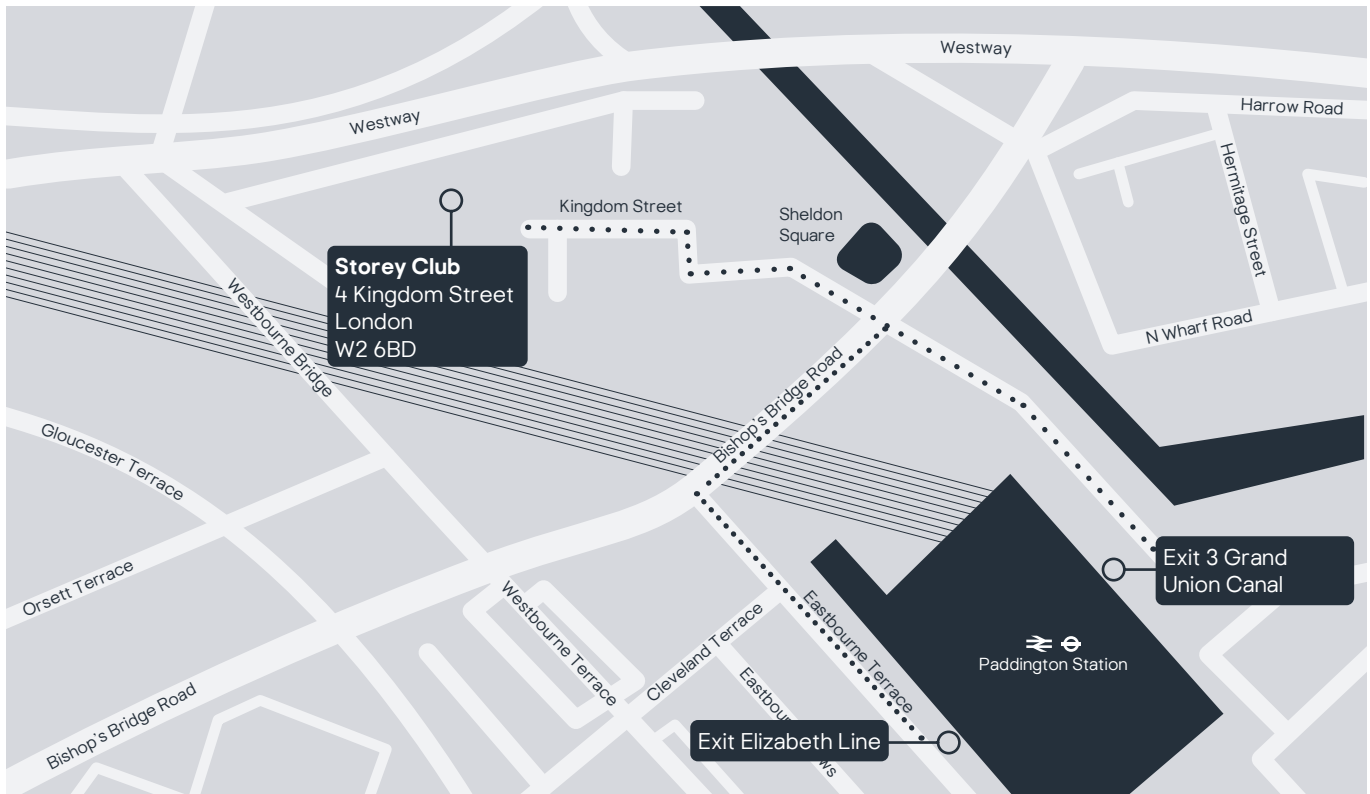 Westway
Harrow Road
Westway
Hermitage Street
Kingdom Street
Sheldon
Square
Storey Club
4 Kingdom Street
London
W2 6BD
Westbourne Bridge
N Wharf Road
Bishop's Bridge Road
Gloucester Terrace
Exit 3 Grand
Union Canal
Orsett Terrace
Westbourne Terrace
Cleveland Terrace
Eastbourne Terrace
Paddington Station
Bishop's Bridge Road
Exit Elizabeth Line